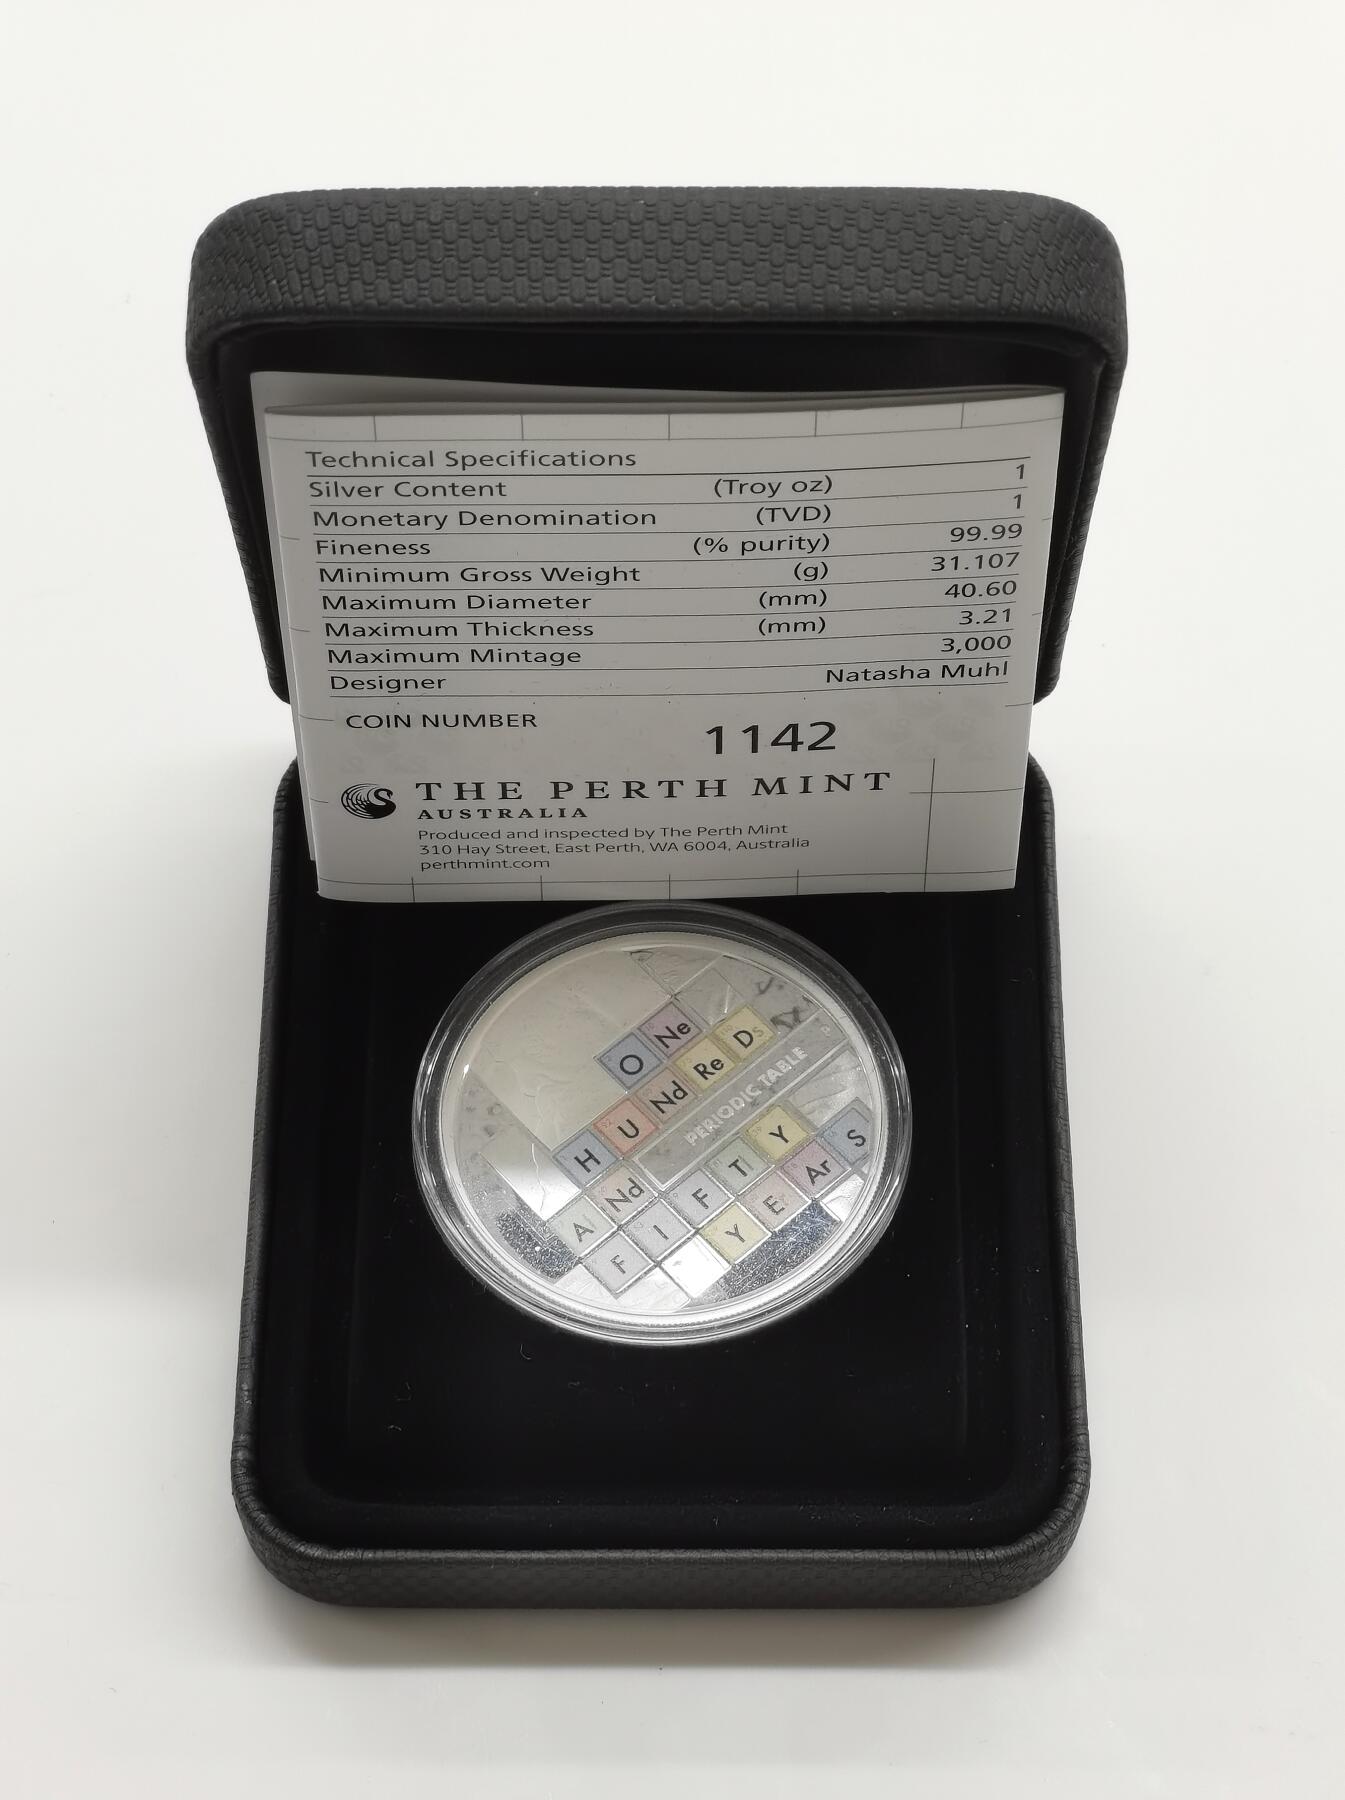 Technical Specifications
Silver Content (Troy oz) 1
Monetary Denomination (TVD) 1
Fineness (% purity) 99.99
Minimum Gross Weight (g) 31.107
Maximum Diameter (mm) 40.60
Maximum Thickness (mm) 3.21
Maximum Mintage 3,000
Designer Natasha Muhl
COIN NUMBER 1142
THE PERTH MINT
AUSTRALIA
Produced and inspected by The Perth Mint
310 Hay Street, East Perth, WA 6004, Australia
perthmint.com
O Ne
H U Nd Re Ds
PERIODIC TABLE
A Nd
F I F T Y
Y E Ar S